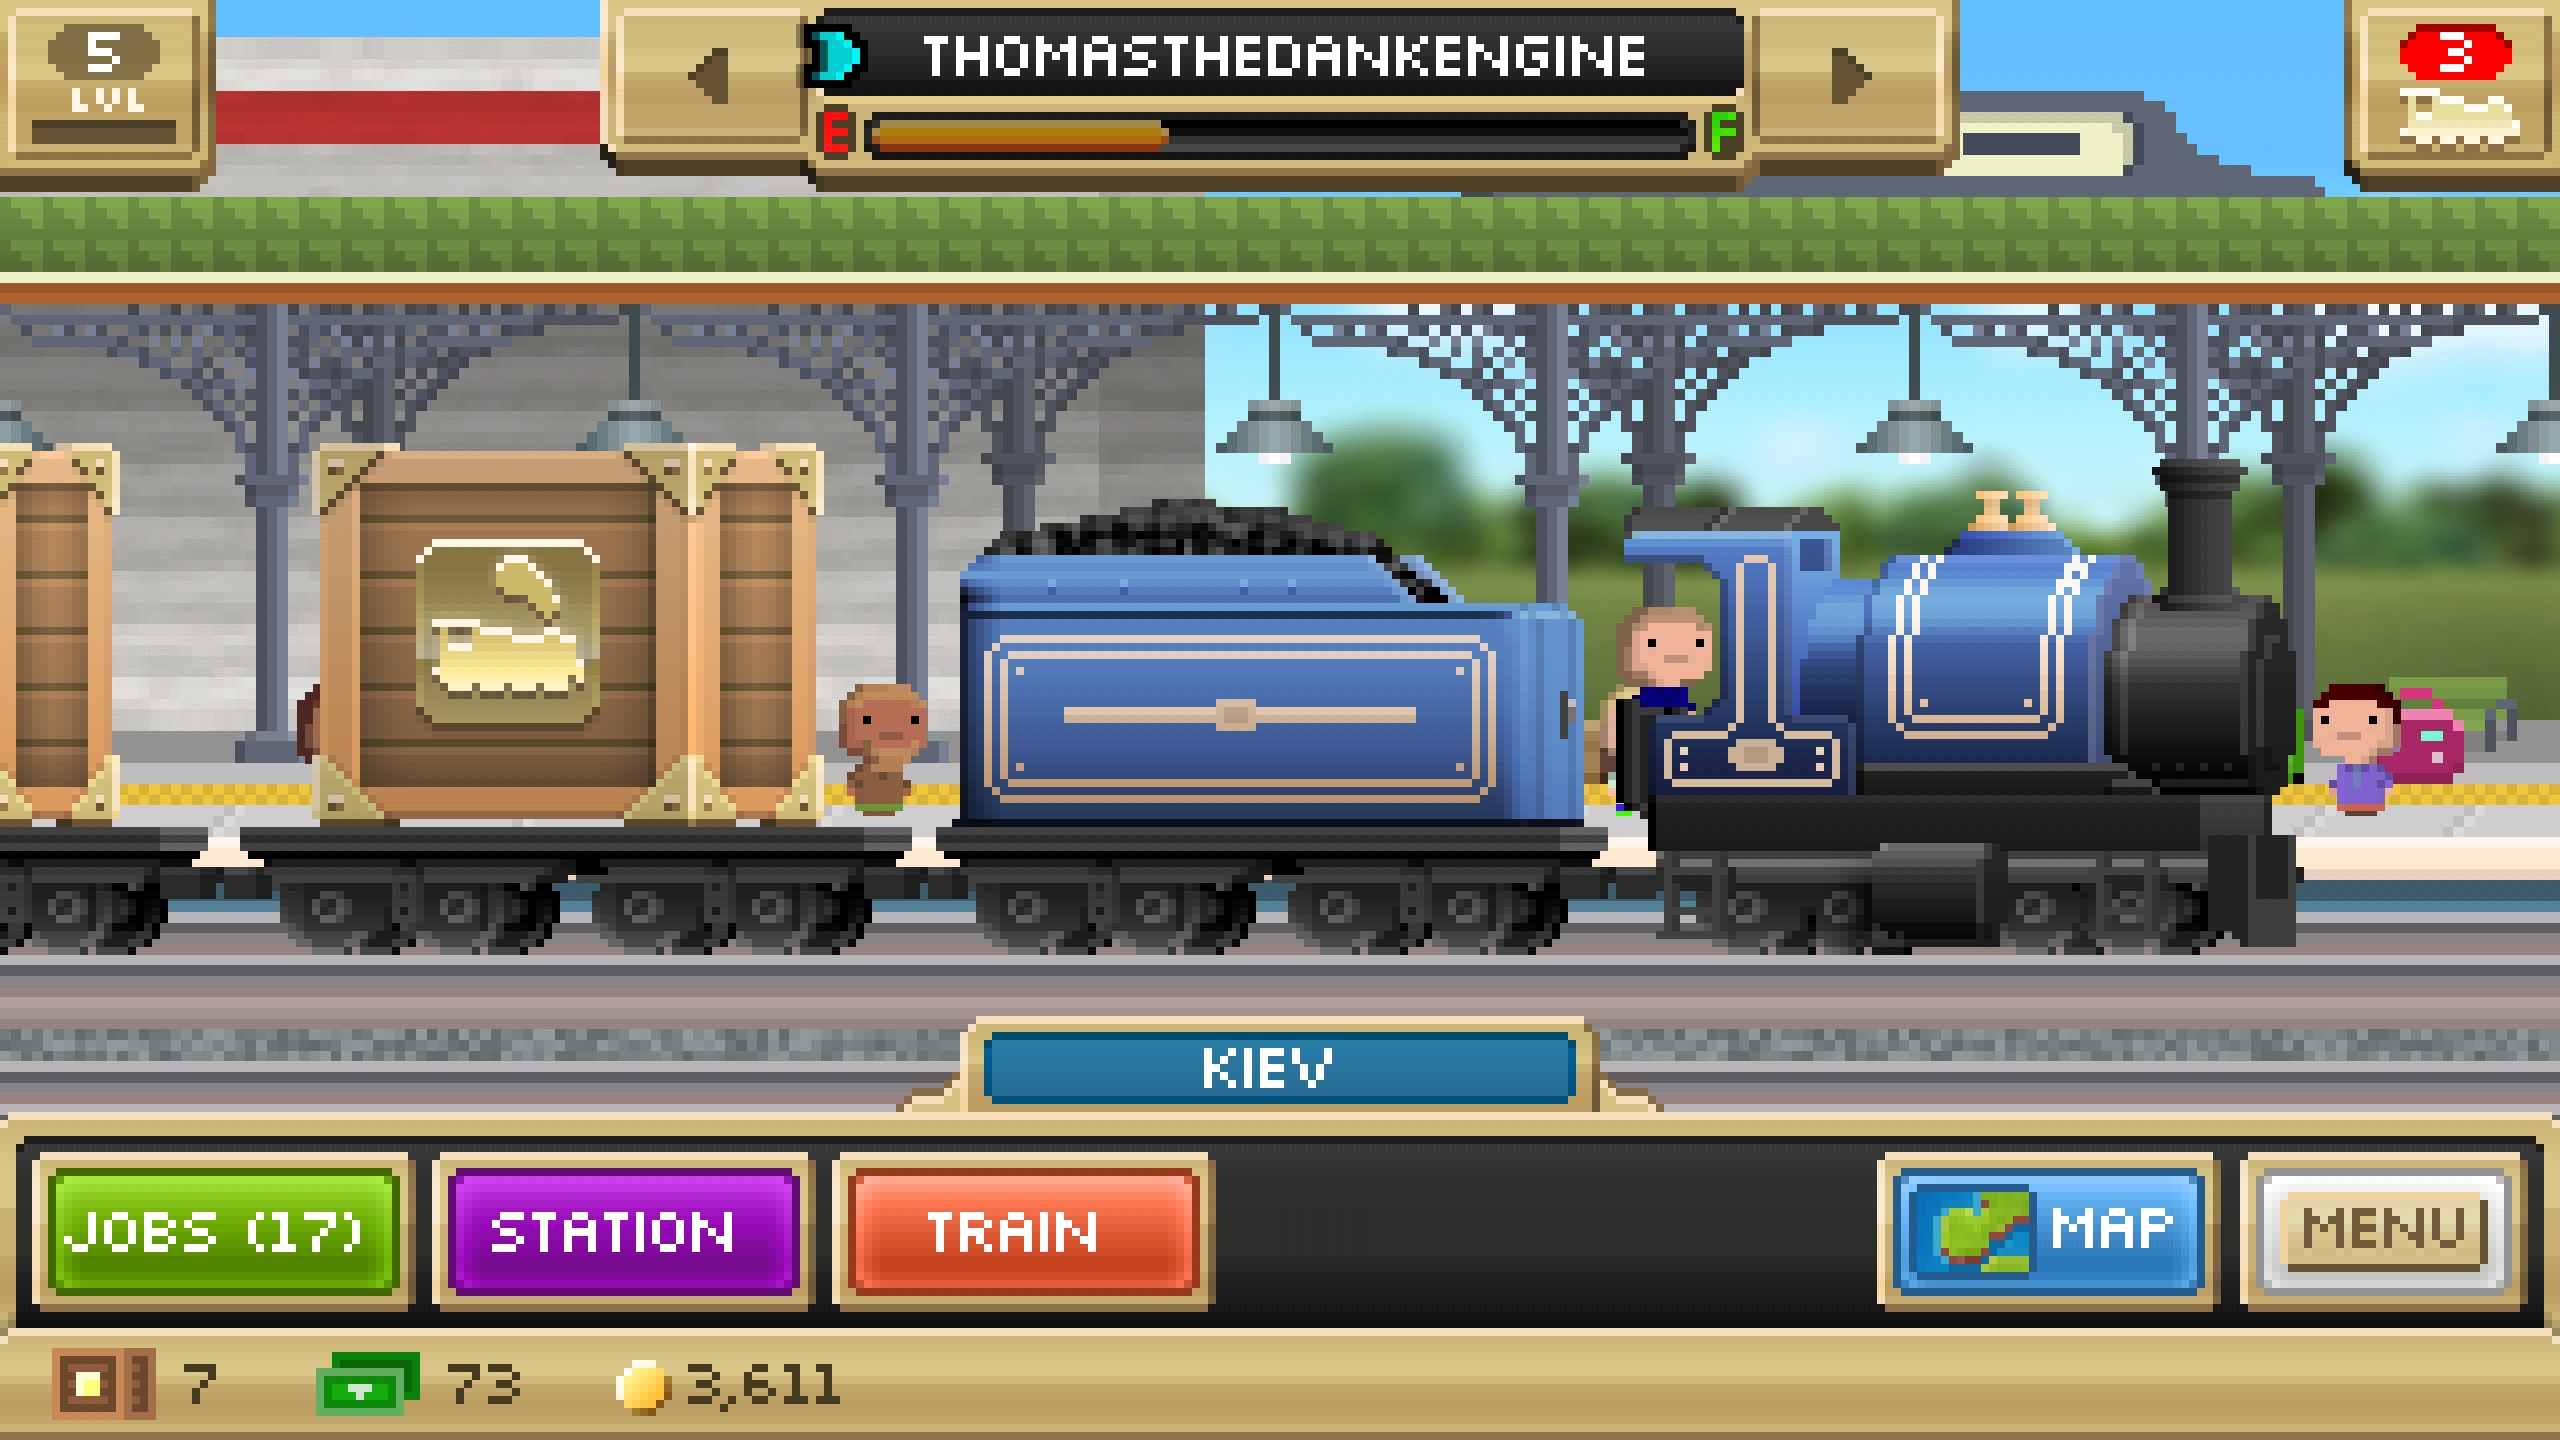 5
LVL
THOMASTHEDANKENGINE
E F
3
KIEV
JOBS (17)
STATION
TRAIN
MAP
MENU
7
73
3,611